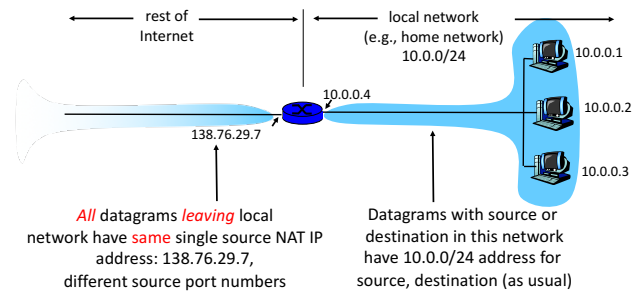 rest of
Internet
local network
(e.g., home network)
10.0.0/24
10.0.0.1
10.0.0.4
10.0.0.2
138.76.29.7
10.0.0.3
All datagrams leaving local
network have same single source NAT IP
address: 138.76.29.7,
different source port numbers
Datagrams with source or
destination in this network
have 10.0.0/24 address for
source, destination (as usual)